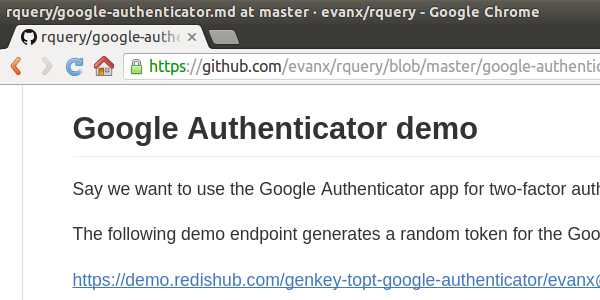 rquery/google-authenticator.md at master · evanx/rquery - Google Chrome
rquery/google-authe
https://github.com/evanx/rquery/blob/master/google-authentic
Google Authenticator demo
Say we want to use the Google Authenticator app for two-factor auth
The following demo endpoint generates a random token for the Goo
https://demo.redishub.com/genkey-topt-google-authenticator/evanx@